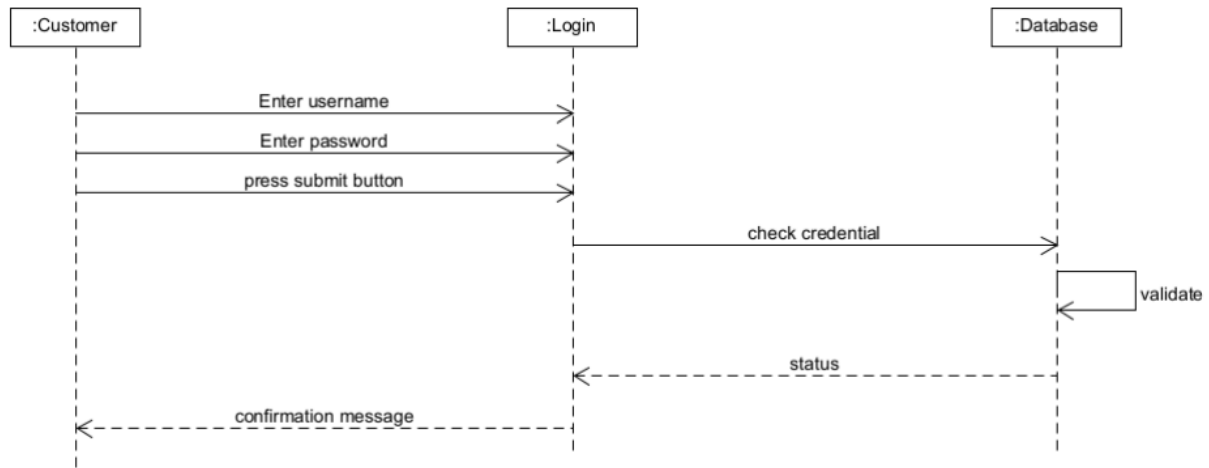 :Customer
:Login
:Database
Enter username
Enter password
press submit button
check credential
validate
status
confirmation message